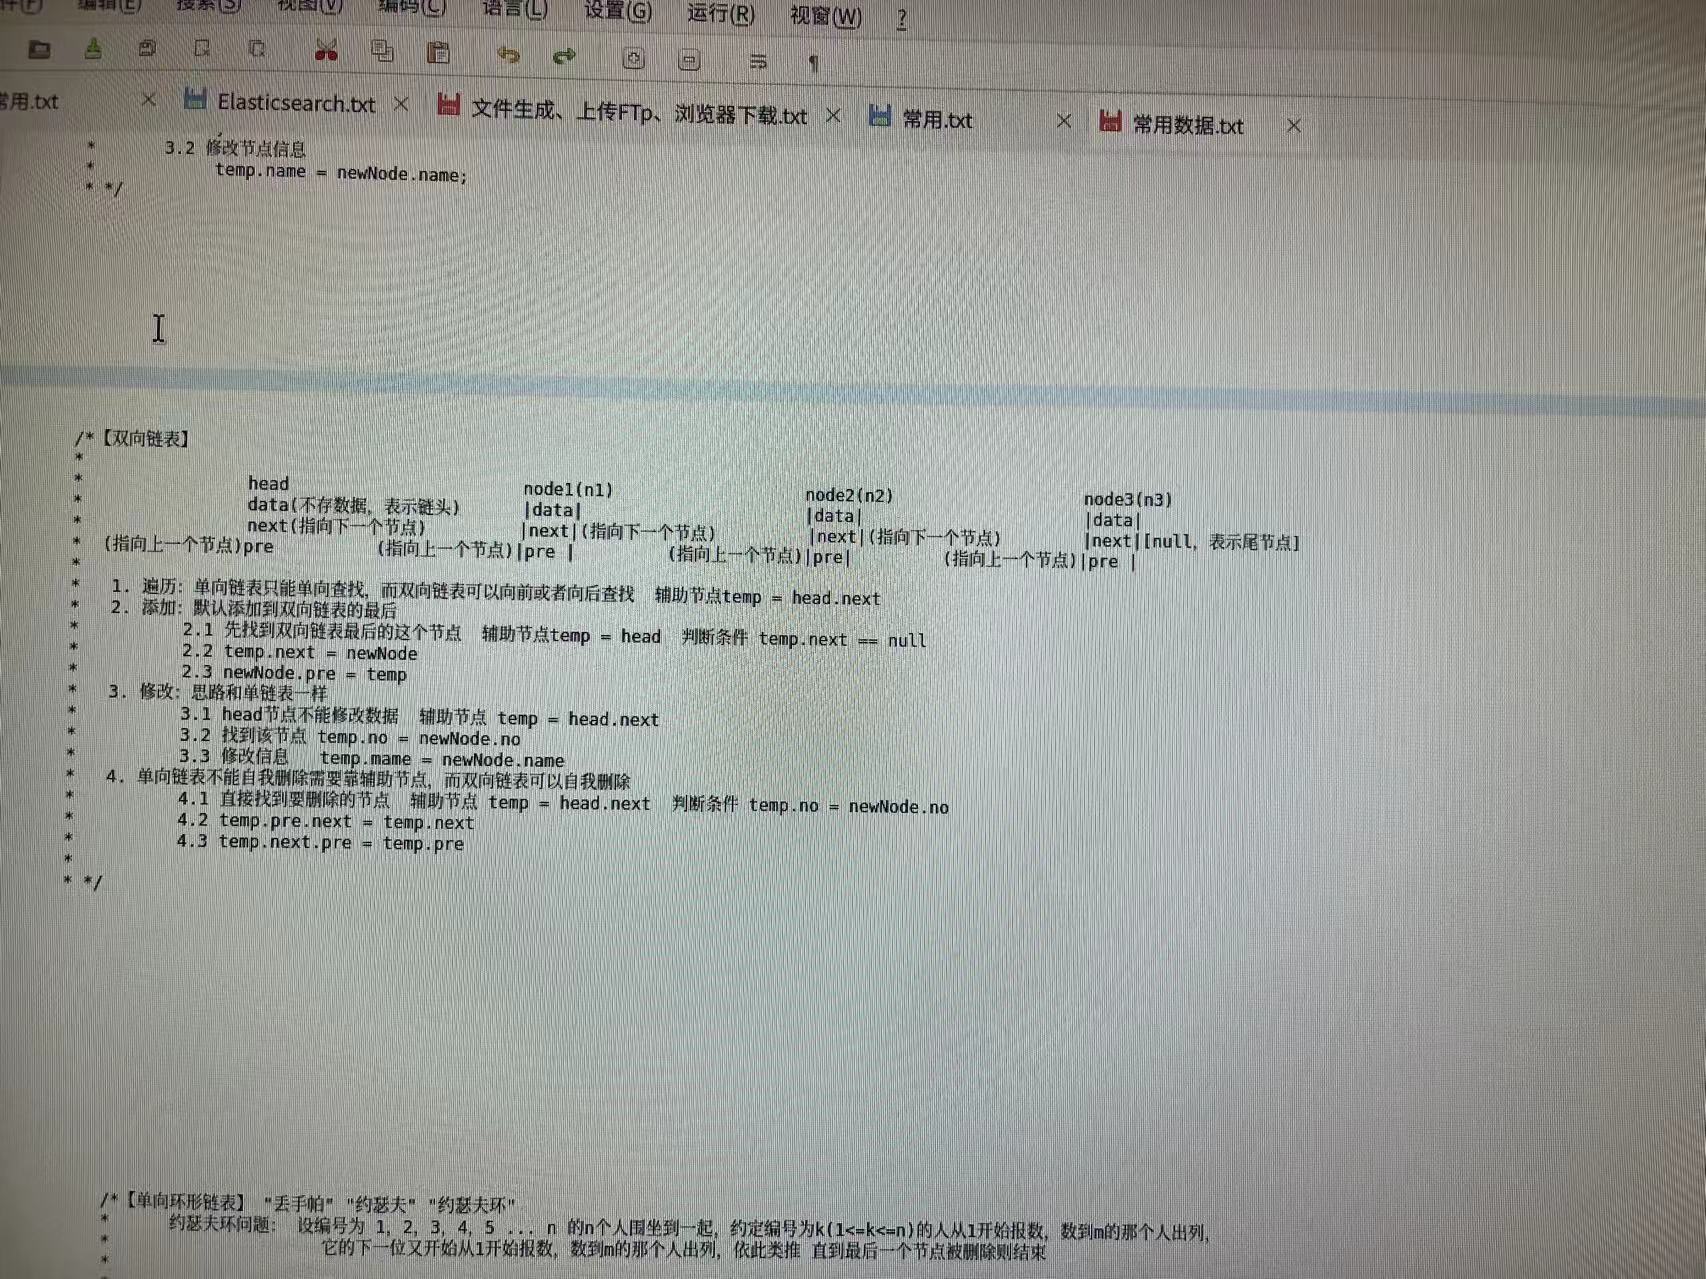 件(F) 编辑(E) 搜索(S) 视图(V) 编码(C) 语言(L) 设置(G) 运行(R) 视窗(W) ?
常用.txt Elasticsearch.txt 文件生成、上传FTp、浏览器下载.txt 常用.txt 常用数据.txt
* 3.2 修改节点信息
* temp.name = newNode.name;
* */
/*【双向链表】
*
* head node1(n1) node2(n2) node3(n3)
* data(不存数据, 表示链头) |data| |data| |data|
* next(指向下一个节点) |next|(指向下一个节点) |next|(指向下一个节点) |next|[null, 表示尾节点]
* (指向上一个节点)pre (指向上一个节点)|pre | (指向上一个节点)|pre| (指向上一个节点)|pre |
*
* 1. 遍历: 单向链表只能单向查找, 而双向链表可以向前或者向后查找 辅助节点temp = head.next
* 2. 添加: 默认添加到双向链表的最后
* 2.1 先找到双向链表最后的这个节点 辅助节点temp = head 判断条件 temp.next == null
* 2.2 temp.next = newNode
* 2.3 newNode.pre = temp
* 3. 修改: 思路和单链表一样
* 3.1 head节点不能修改数据 辅助节点 temp = head.next
* 3.2 找到该节点 temp.no = newNode.no
* 3.3 修改信息 temp.mame = newNode.name
* 4. 单向链表不能自我删除需要靠辅助节点, 而双向链表可以自我删除
* 4.1 直接找到要删除的节点 辅助节点 temp = head.next 判断条件 temp.no = newNode.no
* 4.2 temp.pre.next = temp.next
* 4.3 temp.next.pre = temp.pre
*
* */
/*【单向环形链表】 "丢手帕" "约瑟夫" "约瑟夫环"
* 约瑟夫环问题: 设编号为 1, 2, 3, 4, 5 ... n 的n个人围坐到一起, 约定编号为k(1<=k<=n)的人从1开始报数, 数到m的那个人出列,
* 它的下一位又开始从1开始报数, 数到m的那个人出列, 依此类推 直到最后一个节点被删除则结束
*